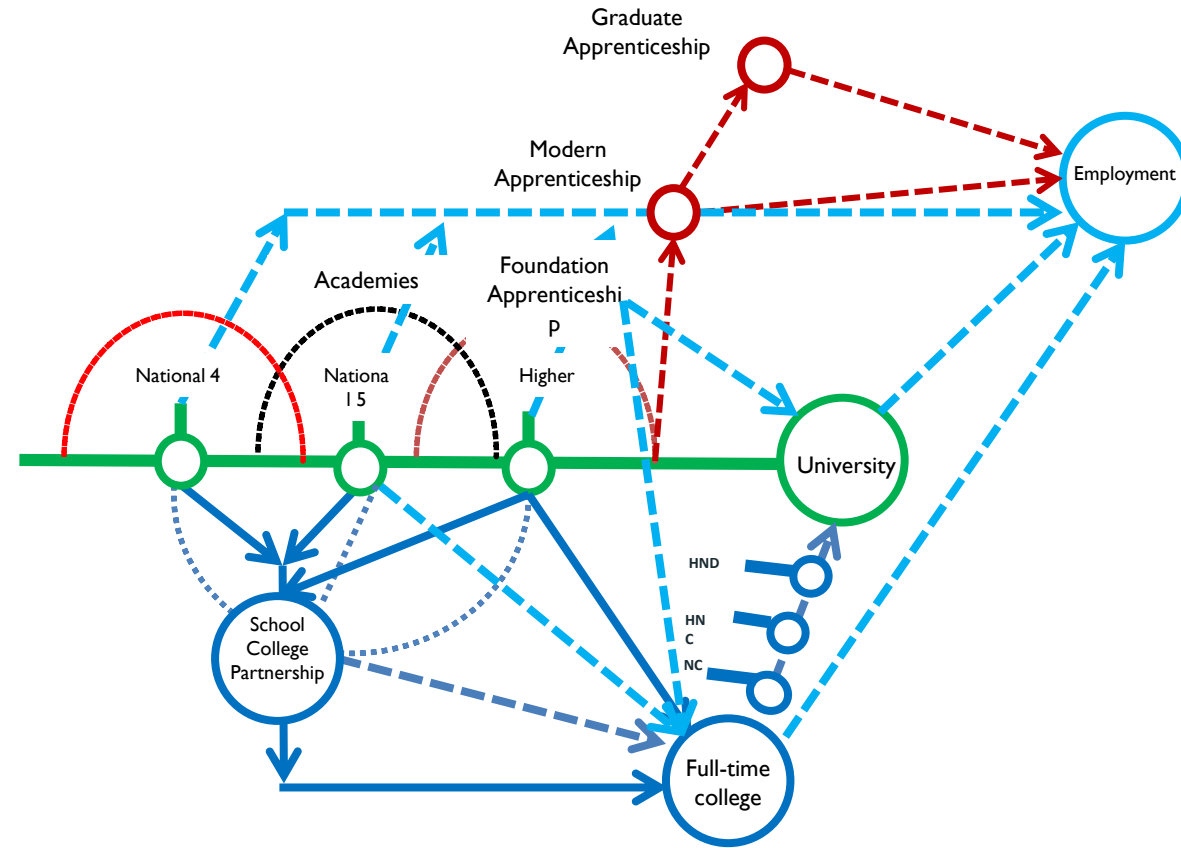 Graduate
Apprenticeship
Modern
Apprenticeship
Employment
Foundation
Apprenticeshi
p
Academies
National 4
Nationa
l 5
Higher
University
HND
HN
C
NC
School
College
Partnership
Full-time
college